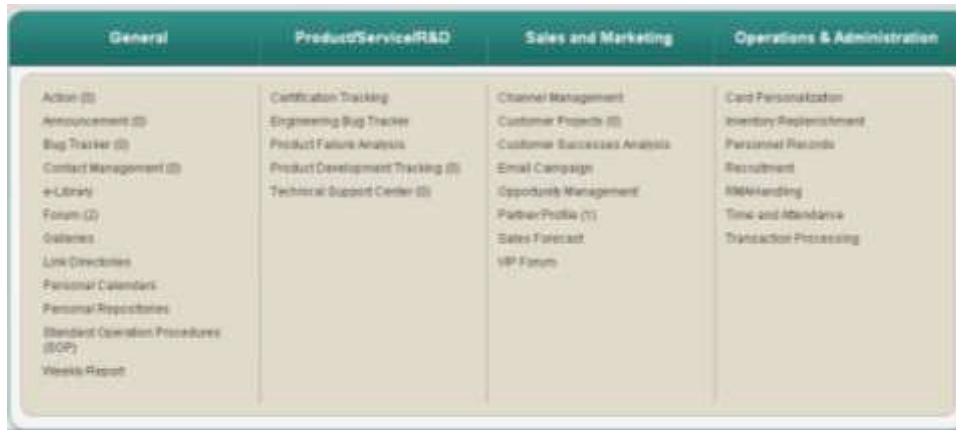 General
Product/Service/R&D
Sales and Marketing
Operations & Administration
Action (0)
Announcement (0)
Bug Tracker (0)
Contact Management (0)
e-Library
Forum (2)
Galleries
Link Directories
Personal Calendars
Personal Repositories
Standard Operation Procedures
(SOP)
Weekly Report
Certification Tracking
Engineering Bug Tracker
Product Failure Analysis
Product Development Tracking (0)
Technical Support Center (0)
Channel Management
Customer Projects (0)
Customer Successes Analysis
Email Campaign
Opportunity Management
Partner Profile (1)
Sales Forecast
VIP Forum
Card Personalization
Inventory Replenishment
Personnel Records
Recruitment
RMAHandling
Time and Attendance
Transaction Processing